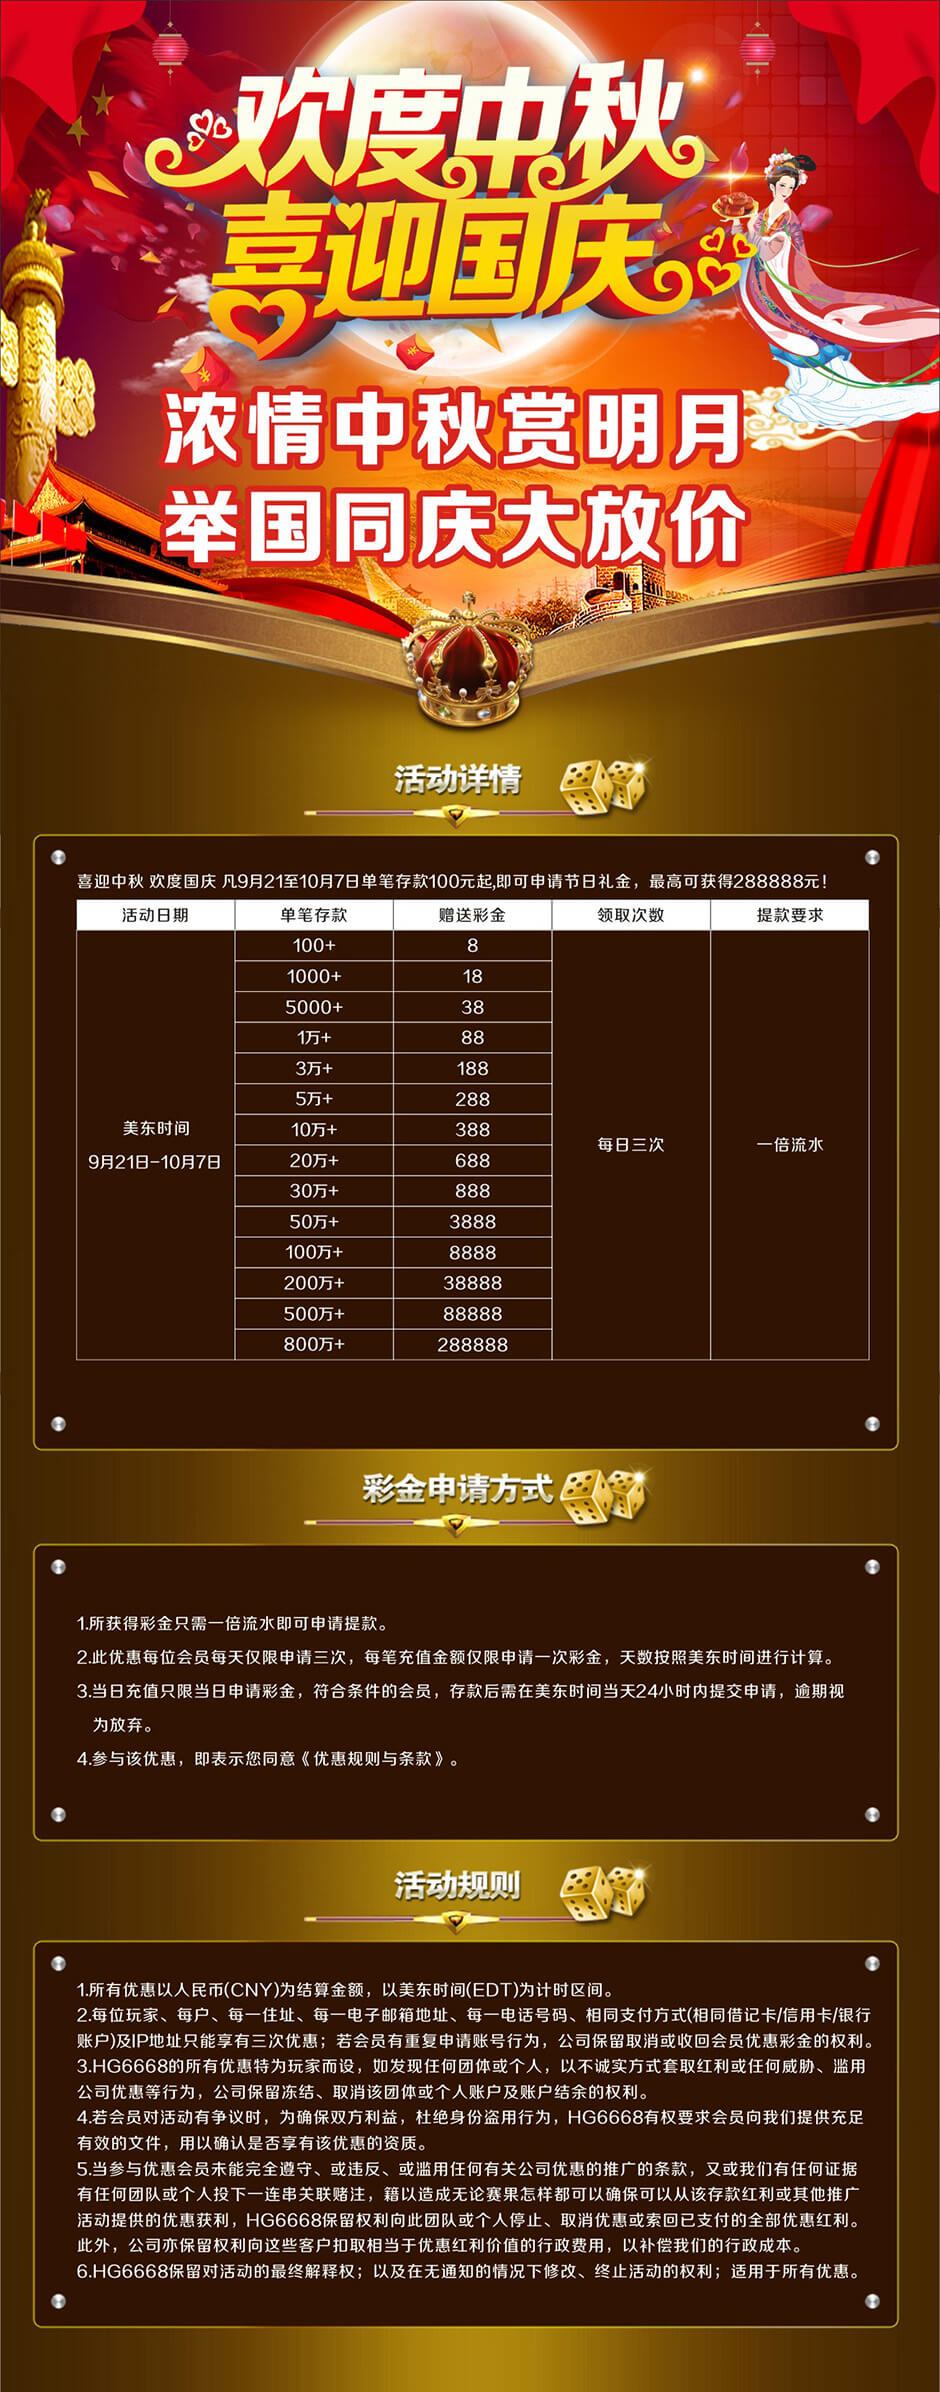 欢度中秋
喜迎国庆
浓情中秋赏明月
举国同庆大放价
活动详情
喜迎中秋 欢度国庆 凡9月21至10月7日单笔存款100元起,即可申请节日礼金，最高可获得288888元！
活动日期 单笔存款 赠送彩金 领取次数 提款要求
100+ 8
1000+ 18
5000+ 38
1万+ 88
3万+ 188
5万+ 288
美东时间
9月21日-10月7日
10万+ 388
每日三次 一倍流水
20万+ 688
30万+ 888
50万+ 3888
100万+ 8888
200万+ 38888
500万+ 88888
800万+ 288888
彩金申请方式
1.所获得彩金只需一倍流水即可申请提款。
2.此优惠每位会员每天仅限申请三次，每笔充值金额仅限申请一次彩金，天数按照美东时间进行计算。
3.当日充值只限当日申请彩金，符合条件的会员，存款后需在美东时间当天24小时内提交申请，逾期视
为放弃。
4.参与该优惠，即表示您同意《优惠规则与条款》。
活动规则
1.所有优惠以人民币(CNY)为结算金额，以美东时间(EDT)为计时区间。
2.每位玩家、每户、每一住址、每一电子邮箱地址、每一电话号码、相同支付方式(相同借记卡/信用卡/银行
账户)及IP地址只能享有三次优惠；若会员有重复申请账号行为，公司保留取消或收回会员优惠彩金的权利。
3.HG6668的所有优惠特为玩家而设，如发现任何团体或个人，以不诚实方式套取红利或任何威胁、滥用
公司优惠等行为，公司保留冻结、取消该团体或个人账户及账户结余的权利。
4.若会员对活动有争议时，为确保双方利益，杜绝身份盗用行为，HG6668有权要求会员向我们提供充足
有效的文件，用以确认是否享有该优惠的资质。
5.当参与优惠会员未能完全遵守、或违反、或滥用任何有关公司优惠的推广的条款，又或我们有任何证据
有任何团队或个人投下一连串关联赌注，籍以造成无论赛果怎样都可以确保可以从该存款红利或其他推广
活动提供的优惠获利，HG6668保留权利向此团队或个人停止、取消优惠或索回已支付的全部优惠红利。
此外，公司亦保留权利向这些客户扣取相当于优惠红利价值的行政费用，以补偿我们的行政成本。
6.HG6668保留对活动的最终解释权；以及在无通知的情况下修改、终止活动的权利；适用于所有优惠。